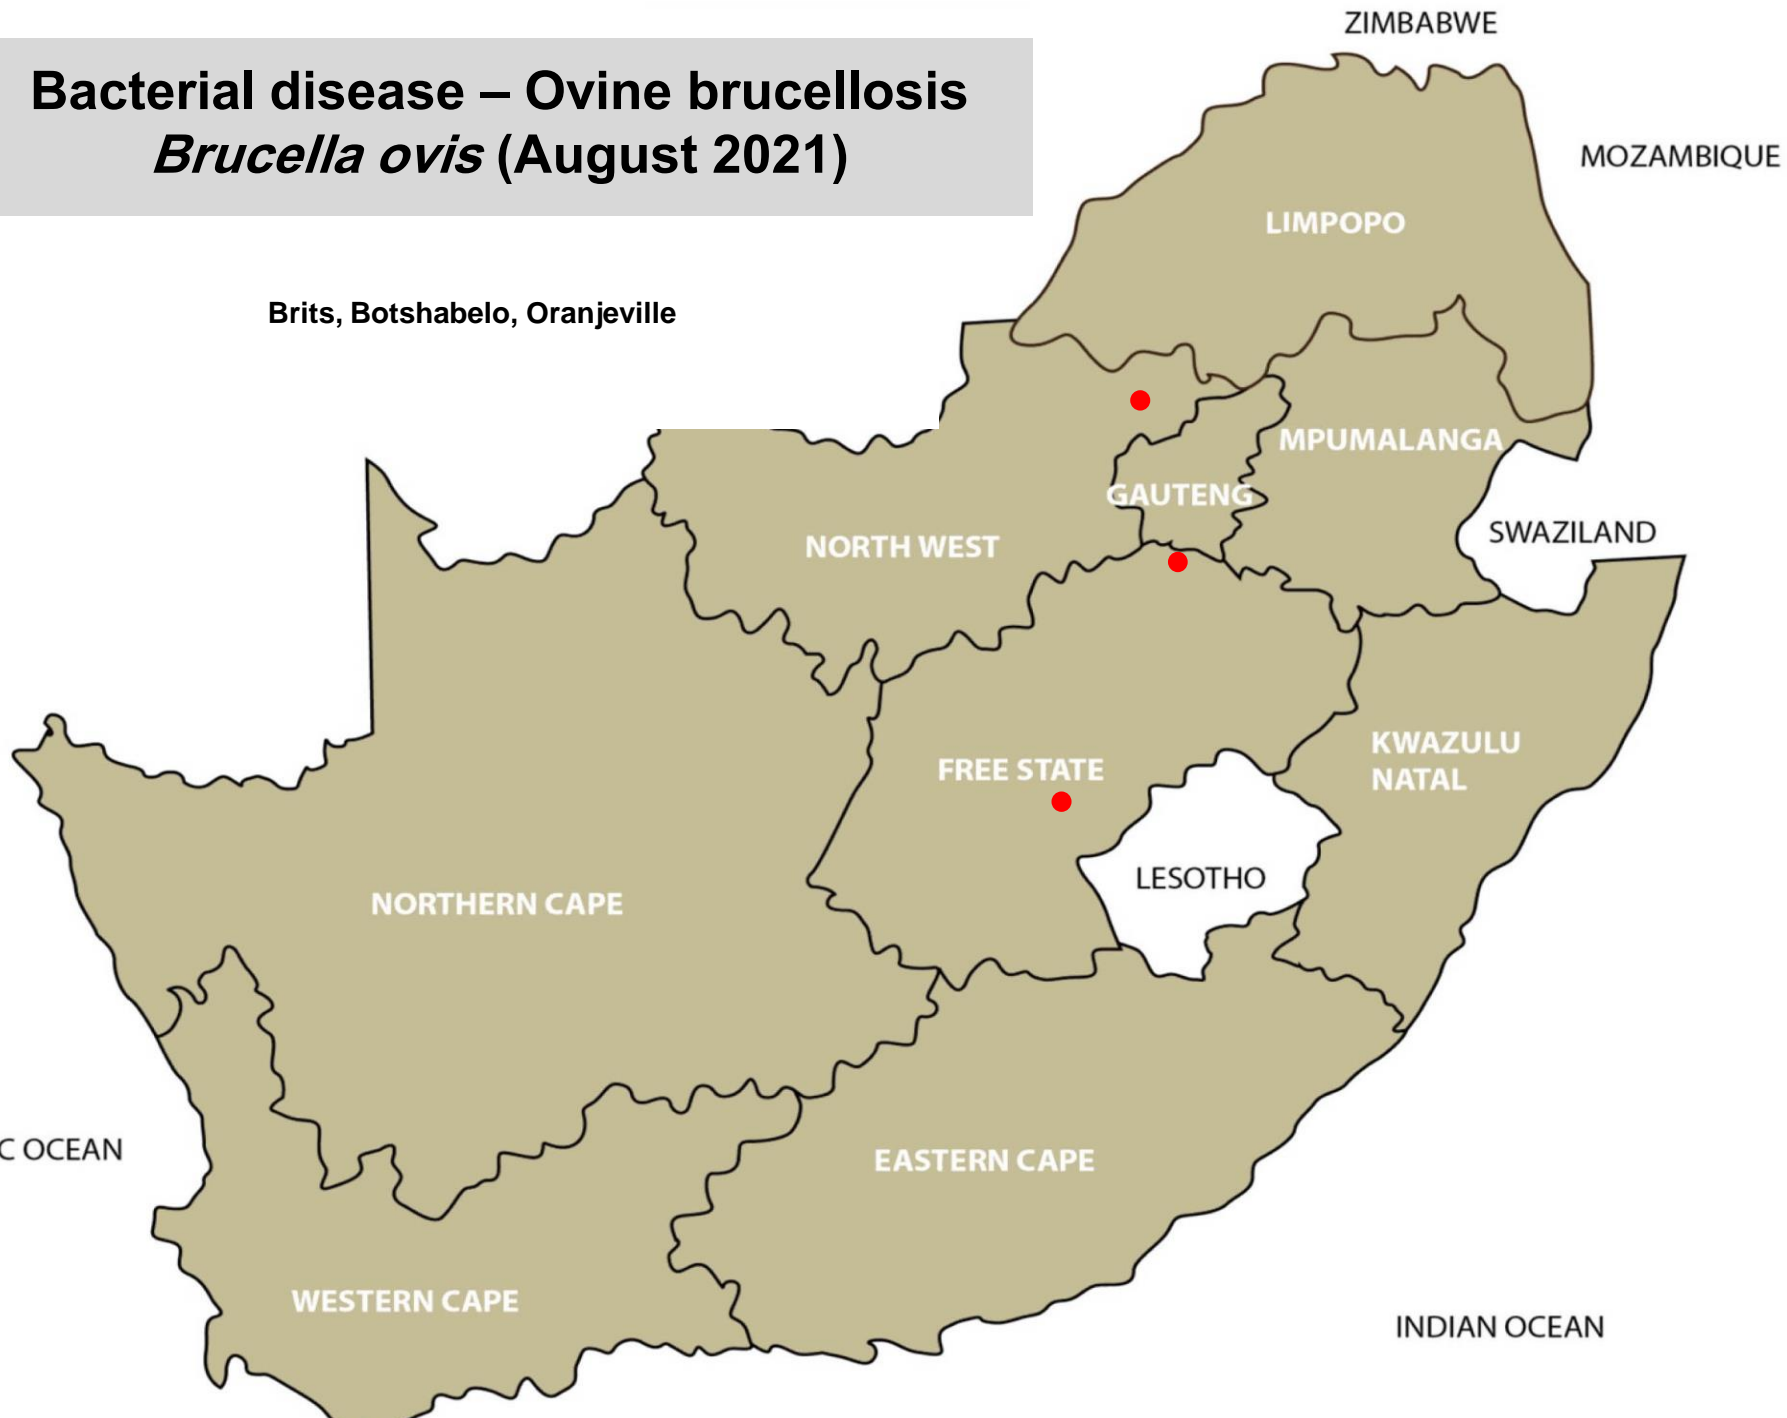 ZIMBABWE
Bacterial disease – Ovine brucellosis
Brucella ovis (August 2021)
MOZAMBIQUE
LIMPOPO
Brits, Botshabelo, Oranjeville
MPUMALANGA
GAUTENG
SWAZILAND
NORTH WEST
KWAZULU
NATAL
FREE STATE
LESOTHO
NORTHERN CAPE
C OCEAN
EASTERN CAPE
WESTERN CAPE
INDIAN OCEAN